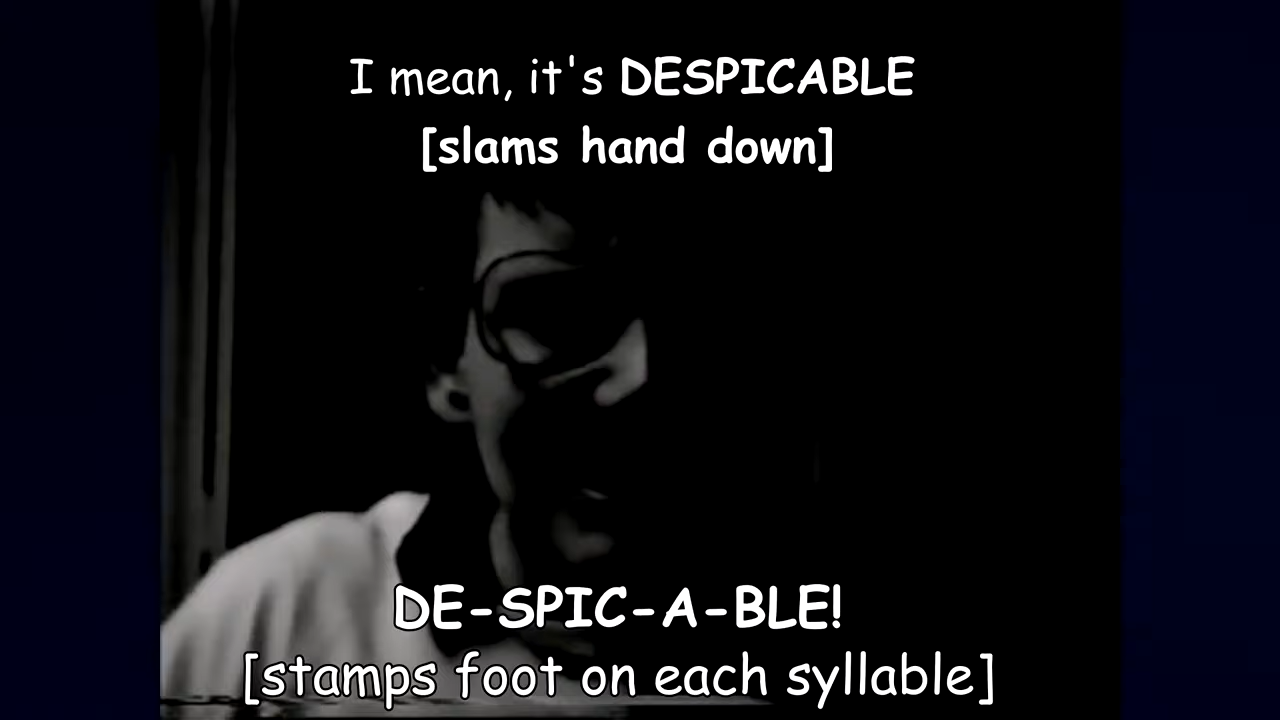 I mean, it's DESPICABLE
[slams hand down]
DE-SPIC-A-BLE!
[stamps foot on each syllable]